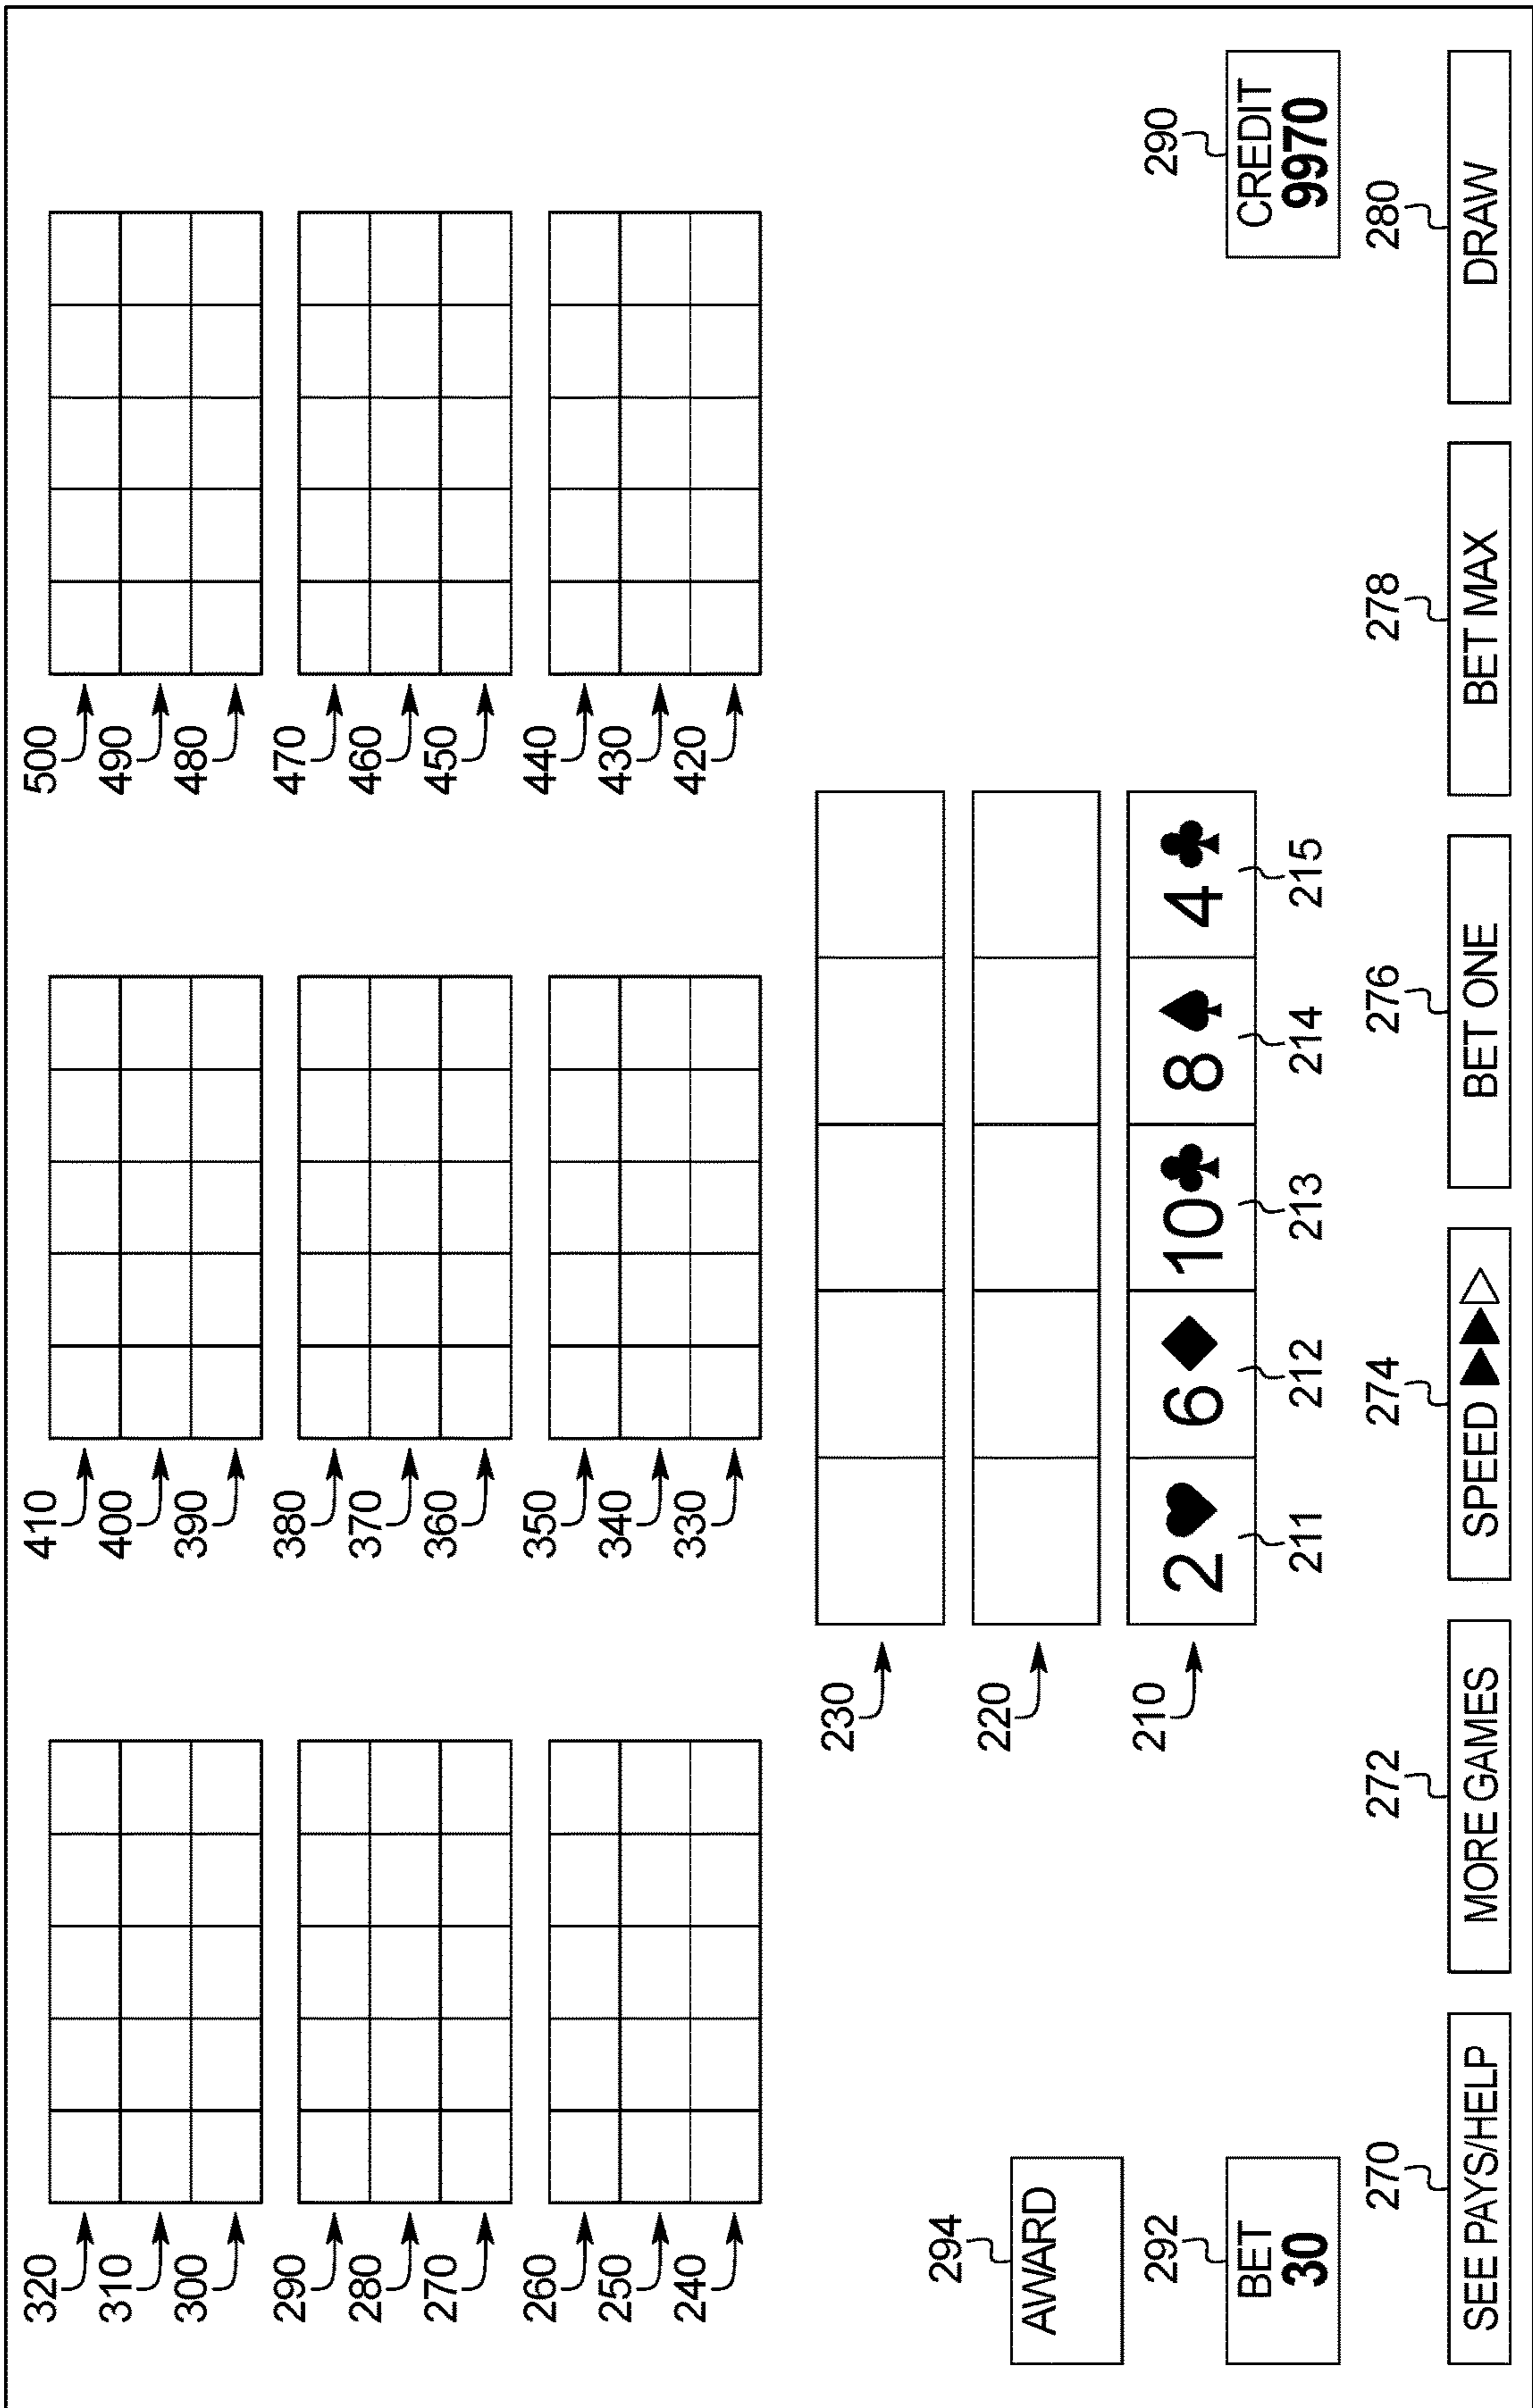 320 410 500
310 400 490
300 390 480
290 380 470
280 370 460
270 360 450
260 350 440
250 340 430
240 330 420
230
294
AWARD
220
292 210 290
BET
30
2♥ 6♦ 10♣ 8♠ 4♣
CREDIT
9970
211 212 213 214 215
270 272 274 276 278 280
SEE PAYS/HELP MORE GAMES SPEED ▶▶▷ BET ONE BET MAX DRAW